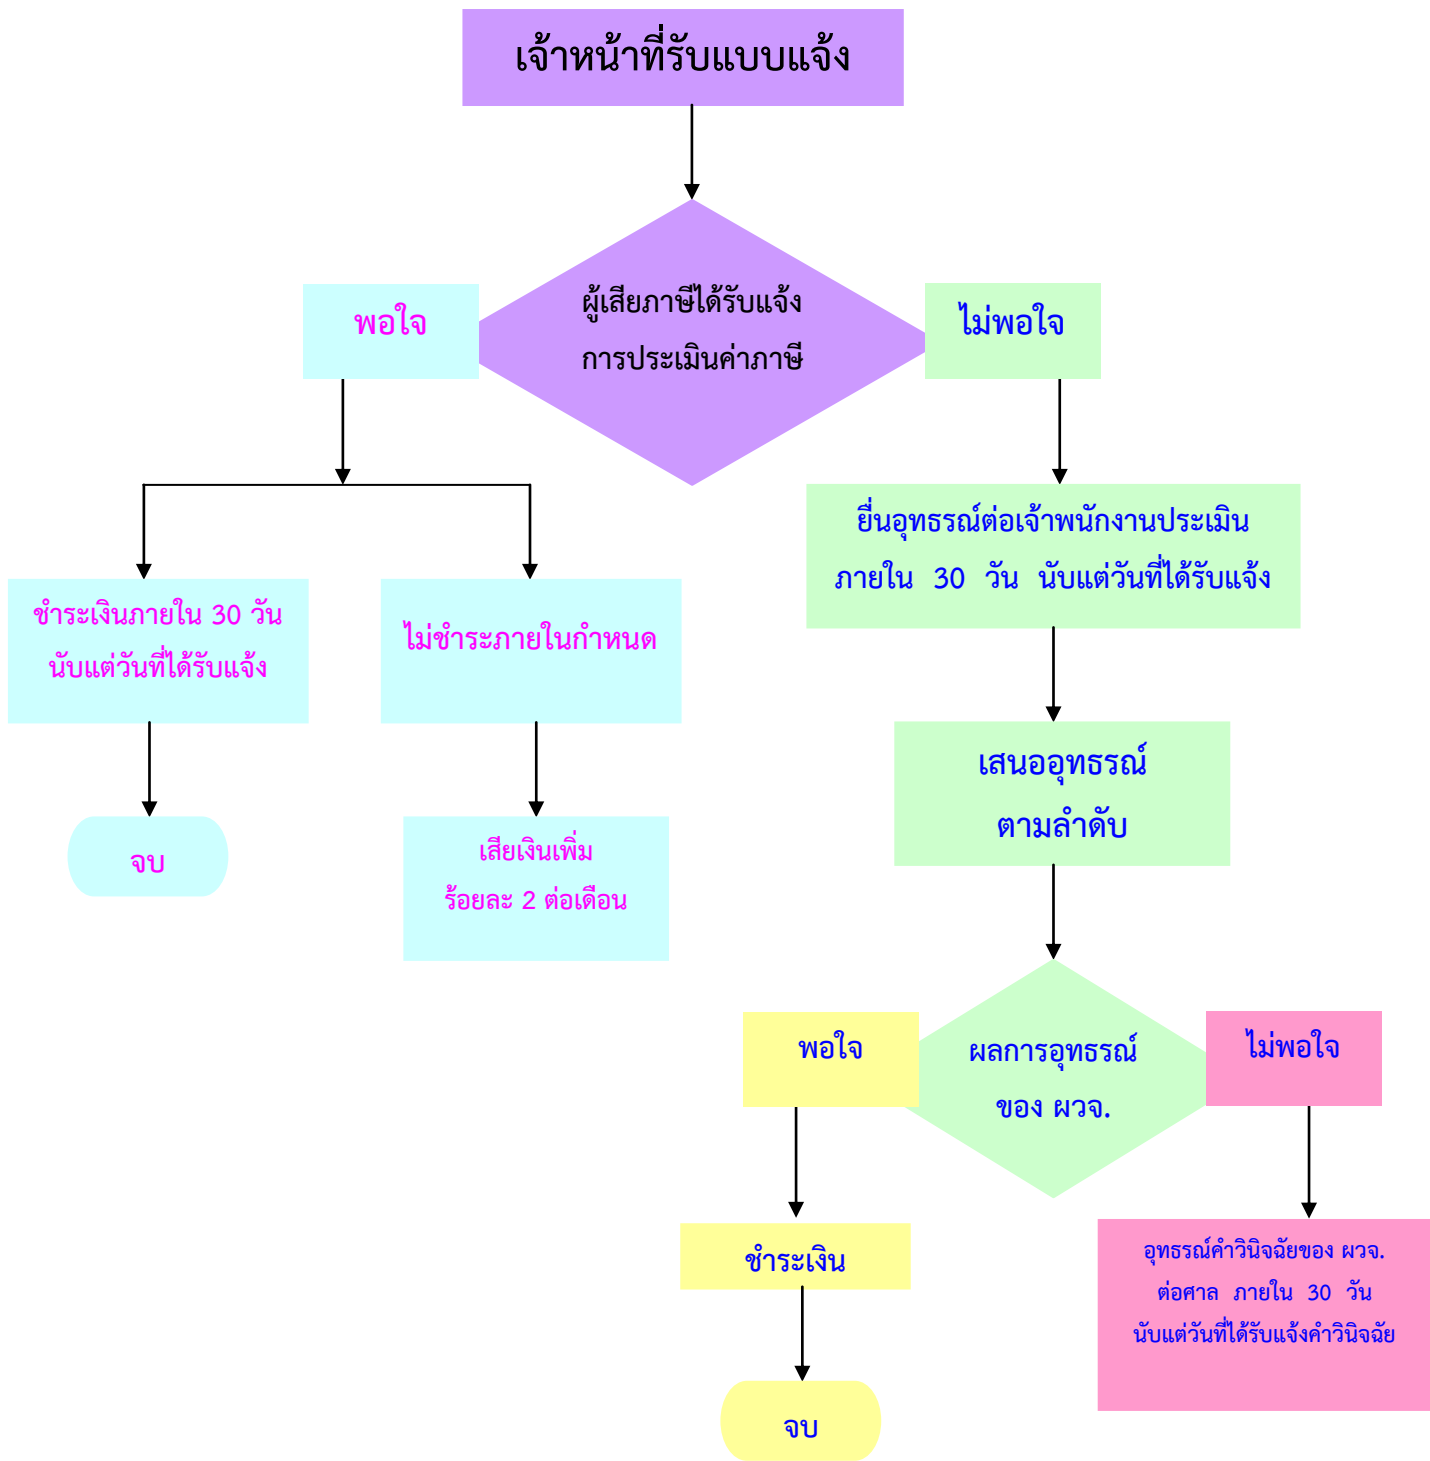 เจ้าหน้าที่รับแบบแจ้ง
ผู้เสียภาษีได้รับแจ้ง
การประเมินค่าภาษี
พอใจ
ไม่พอใจ
ยื่นอุทธรณ์ต่อเจ้าพนักงานประเมิน
ภายใน 30 วัน นับแต่วันที่ได้รับแจ้ง
ชำระเงินภายใน 30 วัน
นับแต่วันที่ได้รับแจ้ง
ไม่ชำระภายในกำหนด
เสนออุทธรณ์
ตามลำดับ
จบ
เสียเงินเพิ่ม
ร้อยละ 2 ต่อเดือน
พอใจ
ผลการอุทธรณ์
ของ ผวจ.
ไม่พอใจ
ชำระเงิน
อุทธรณ์คำวินิจฉัยของ ผวจ.
ต่อศาล ภายใน 30 วัน
นับแต่วันที่ได้รับแจ้งคำวินิจฉัย
จบ